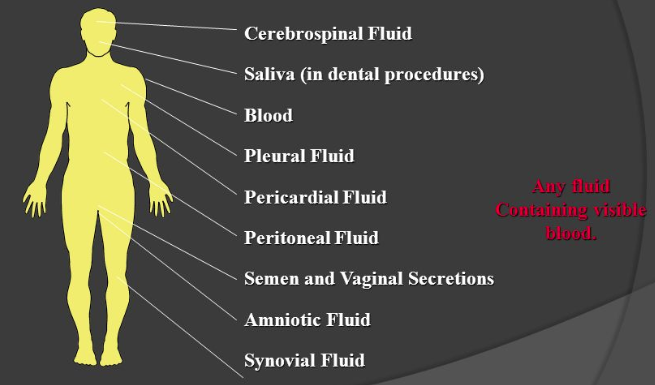 Cerebrospinal Fluid
Saliva (in dental procedures)
Blood
Pleural Fluid
Pericardial Fluid
Peritoneal Fluid
Semen and Vaginal Secretions
Amniotic Fluid
Synovial Fluid
Any fluid
Containing visible
blood.